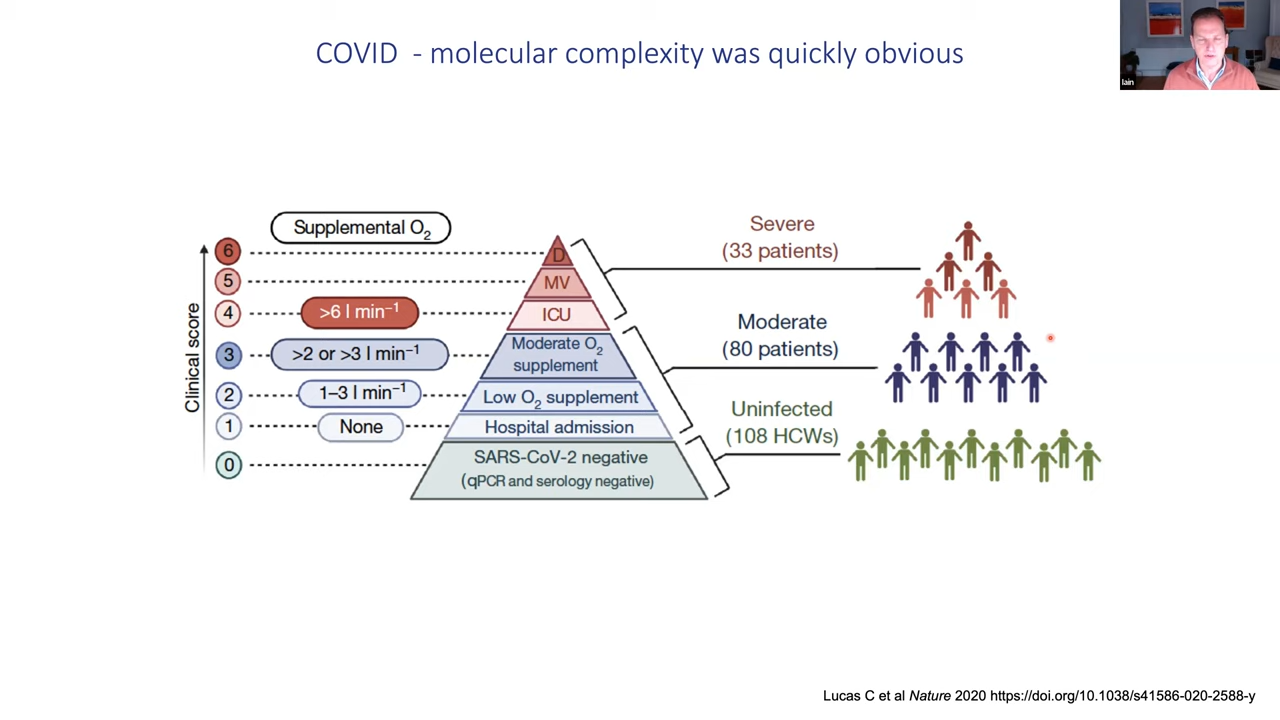 COVID - molecular complexity was quickly obvious
Iain
Supplemental O₂
Clinical score
6
5
4
3
2
1
0
>6 l min⁻¹
>2 or >3 l min⁻¹
1–3 l min⁻¹
None
D
MV
ICU
Moderate O₂
supplement
Low O₂ supplement
Hospital admission
SARS-CoV-2 negative
(qPCR and serology negative)
Severe
(33 patients)
Moderate
(80 patients)
Uninfected
(108 HCWs)
Lucas C et al Nature 2020 https://doi.org/10.1038/s41586-020-2588-y